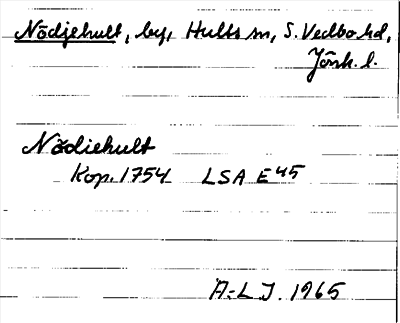 Nödjehult, by, Hults sn, S. Vedbo hd,
Jönk. l.
Nödiehult
Kop. 1754 LSA E45
A-L J. 1965